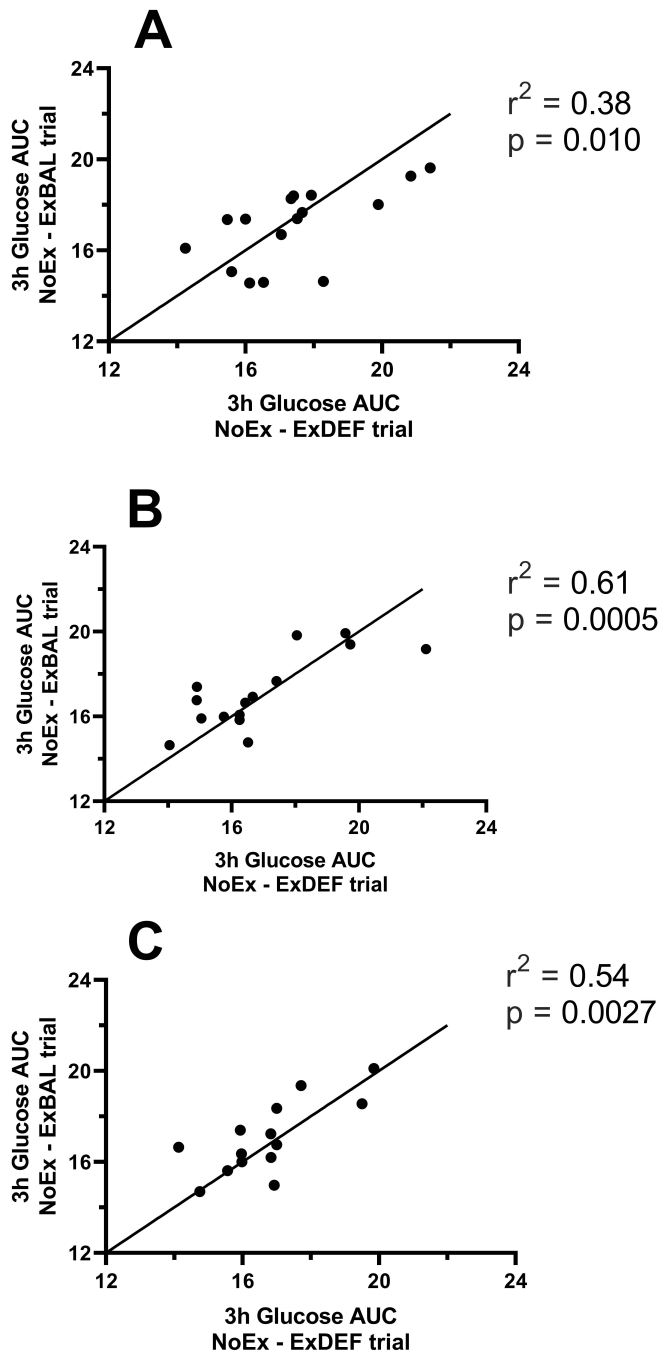 A
24
20
16
12
3h Glucose AUC
NoEx - ExBAL trial
r2 = 0.38
p = 0.010
12 16 20 24
3h Glucose AUC
NoEx - ExDEF trial
B
24
20
16
12
3h Glucose AUC
NoEx - ExBAL trial
r2 = 0.61
p = 0.0005
12 16 20 24
3h Glucose AUC
NoEx - ExDEF trial
C
24
20
16
12
3h Glucose AUC
NoEx - ExBAL trial
r2 = 0.54
p = 0.0027
12 16 20 24
3h Glucose AUC
NoEx - ExDEF trial